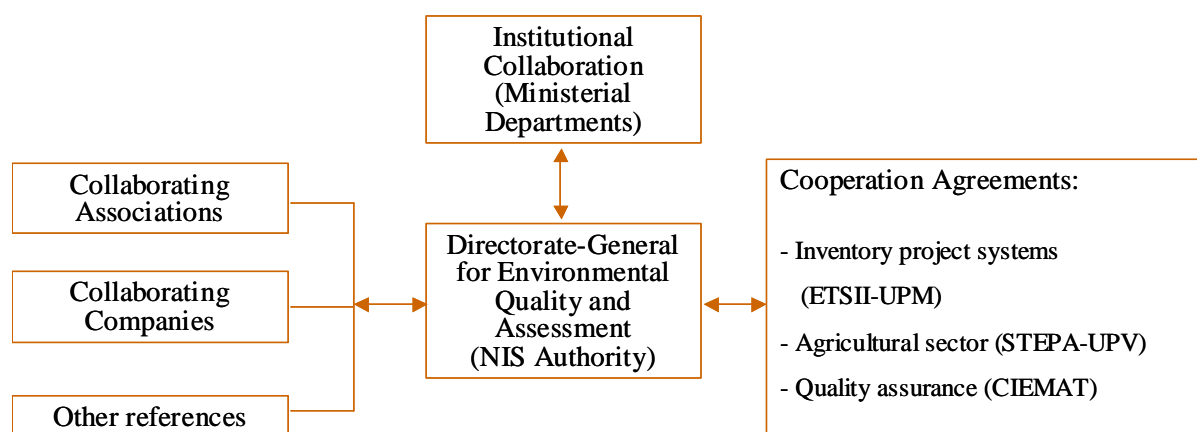 Institutional
Collaboration
(Ministerial
Departments)
Collaborating
Associations
Collaborating
Companies
Other references
Directorate-General
for Environmental
Quality and
Assessment
(NIS Authority)
Cooperation Agreements:
- Inventory project systems
(ETSII-UPM)
- Agricultural sector (STEPA-UPV)
- Quality assurance (CIEMAT)